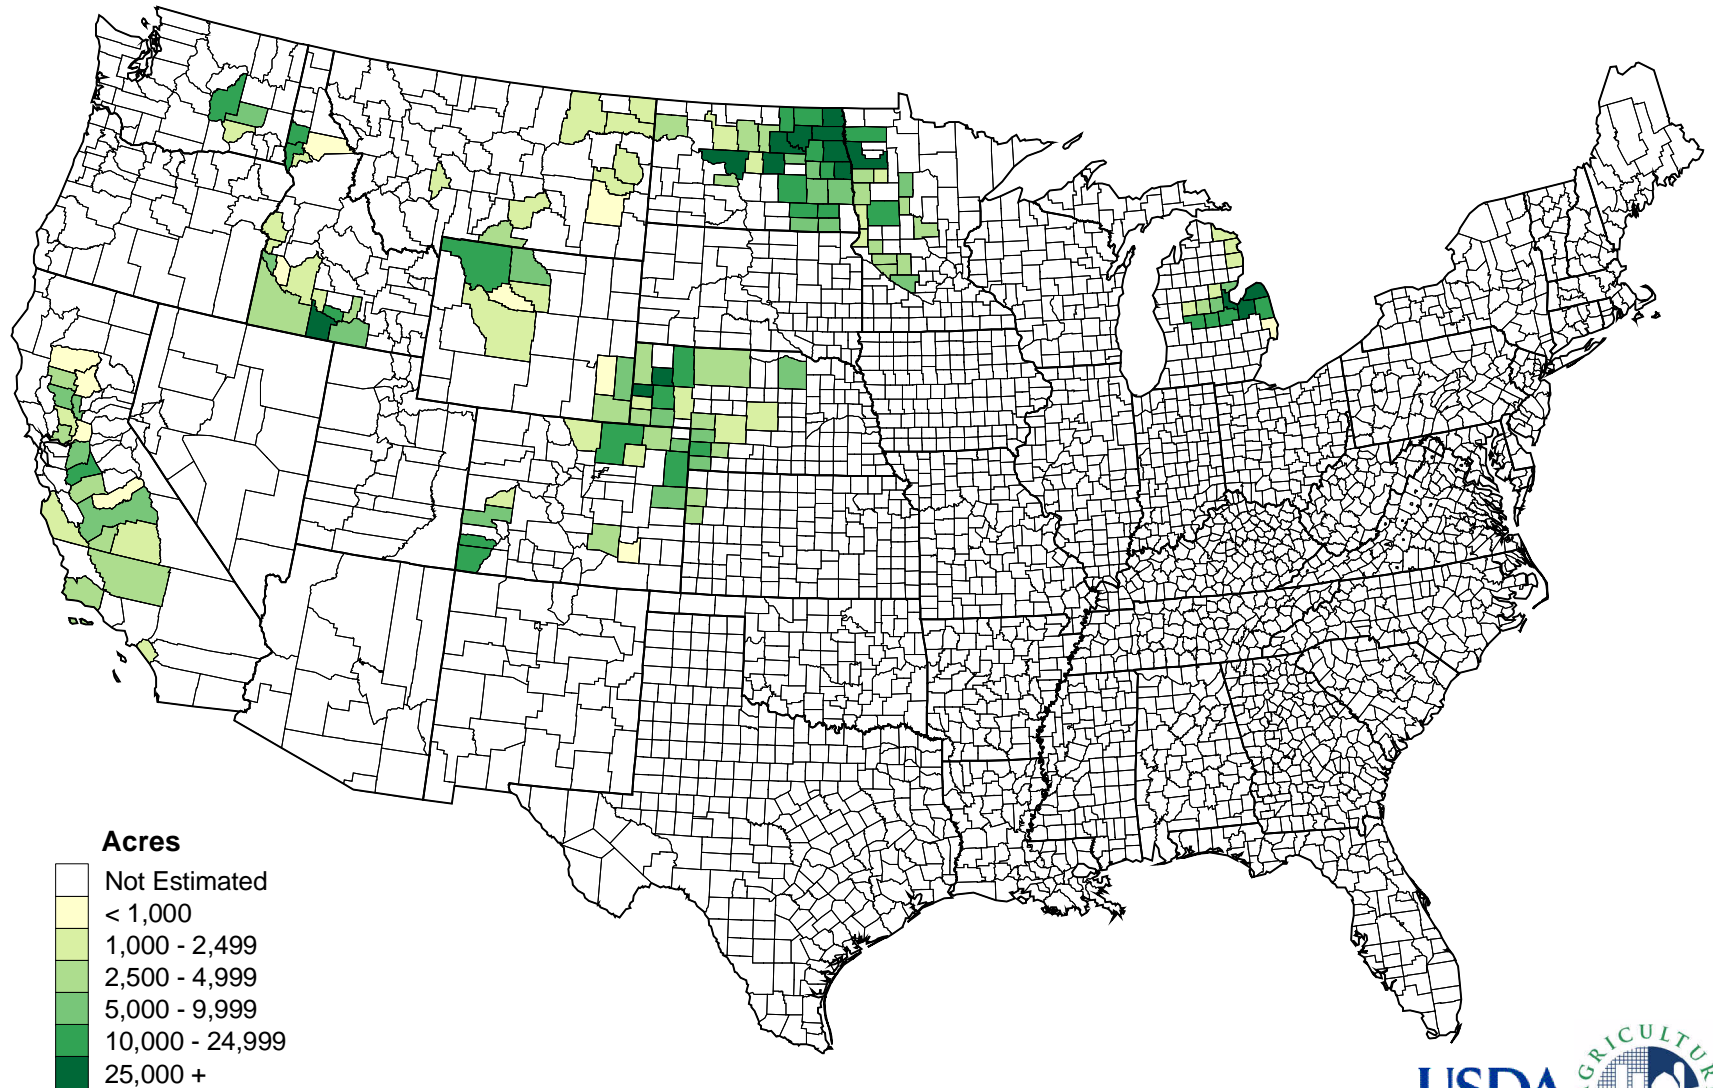 Acres
Not Estimated
< 1,000
1,000 - 2,499
2,500 - 4,999
5,000 - 9,999
10,000 - 24,999
25,000 +
USDA